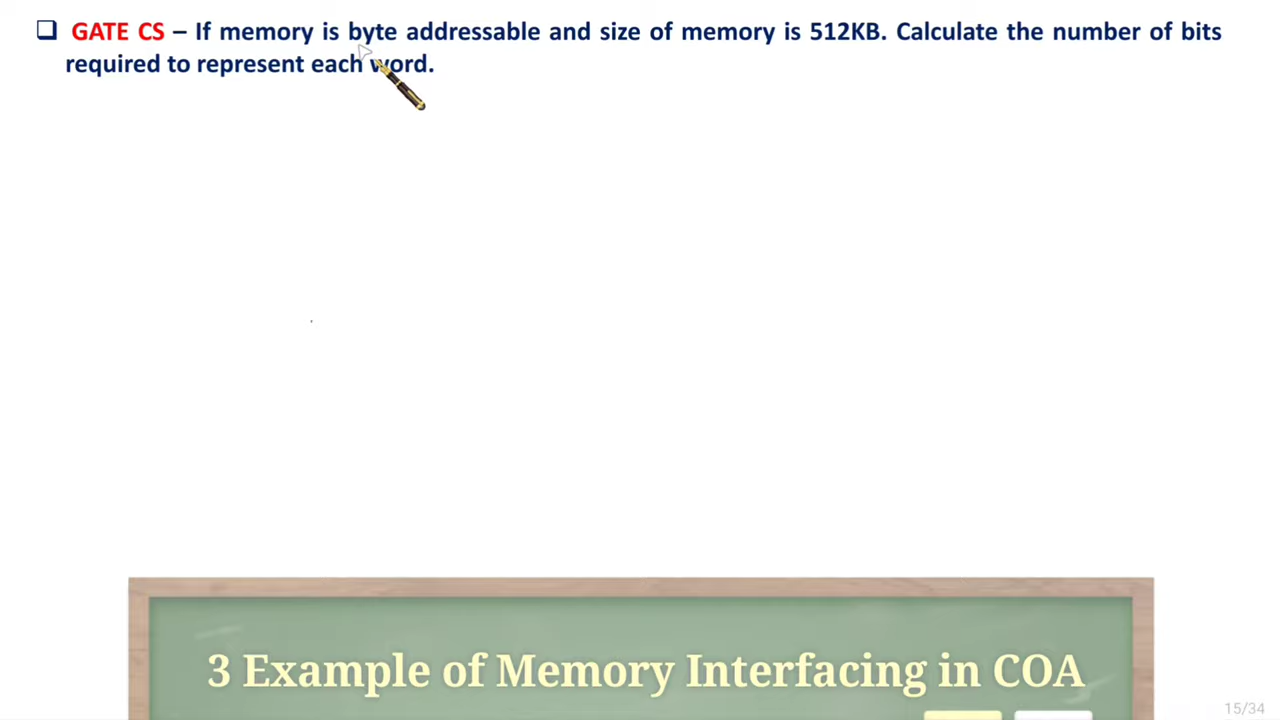 ❑ GATE CS – If memory is byte addressable and size of memory is 512KB. Calculate the number of bits
required to represent each word.
3 Example of Memory Interfacing in COA
15/34